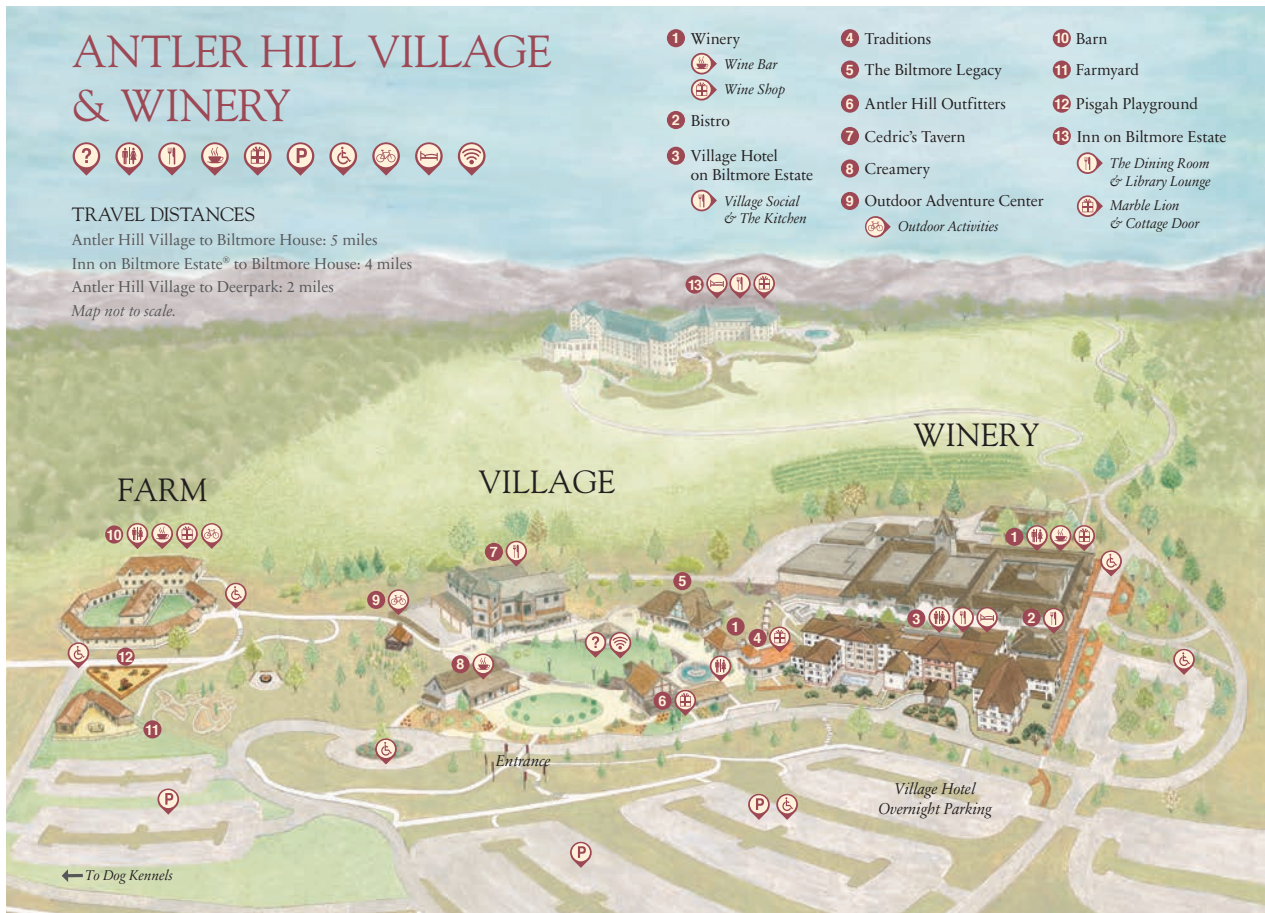 ANTLER HILL VILLAGE
& WINERY
?
P
TRAVEL DISTANCES
Antler Hill Village to Biltmore House: 5 miles
Inn on Biltmore Estate® to Biltmore House: 4 miles
Antler Hill Village to Deerpark: 2 miles
Map not to scale.
1 Winery
Wine Bar
Wine Shop
2 Bistro
3 Village Hotel
on Biltmore Estate
Village Social
& The Kitchen
4 Traditions
5 The Biltmore Legacy
6 Antler Hill Outfitters
7 Cedric's Tavern
8 Creamery
9 Outdoor Adventure Center
Outdoor Activities
10 Barn
11 Farmyard
12 Pisgah Playground
13 Inn on Biltmore Estate
The Dining Room
& Library Lounge
Marble Lion
& Cottage Door
13
WINERY
VILLAGE
FARM
10
7
1
5
9
3
2
1
4
?
12
8
6
11
Entrance
Village Hotel
Overnight Parking
P
P
P
To Dog Kennels